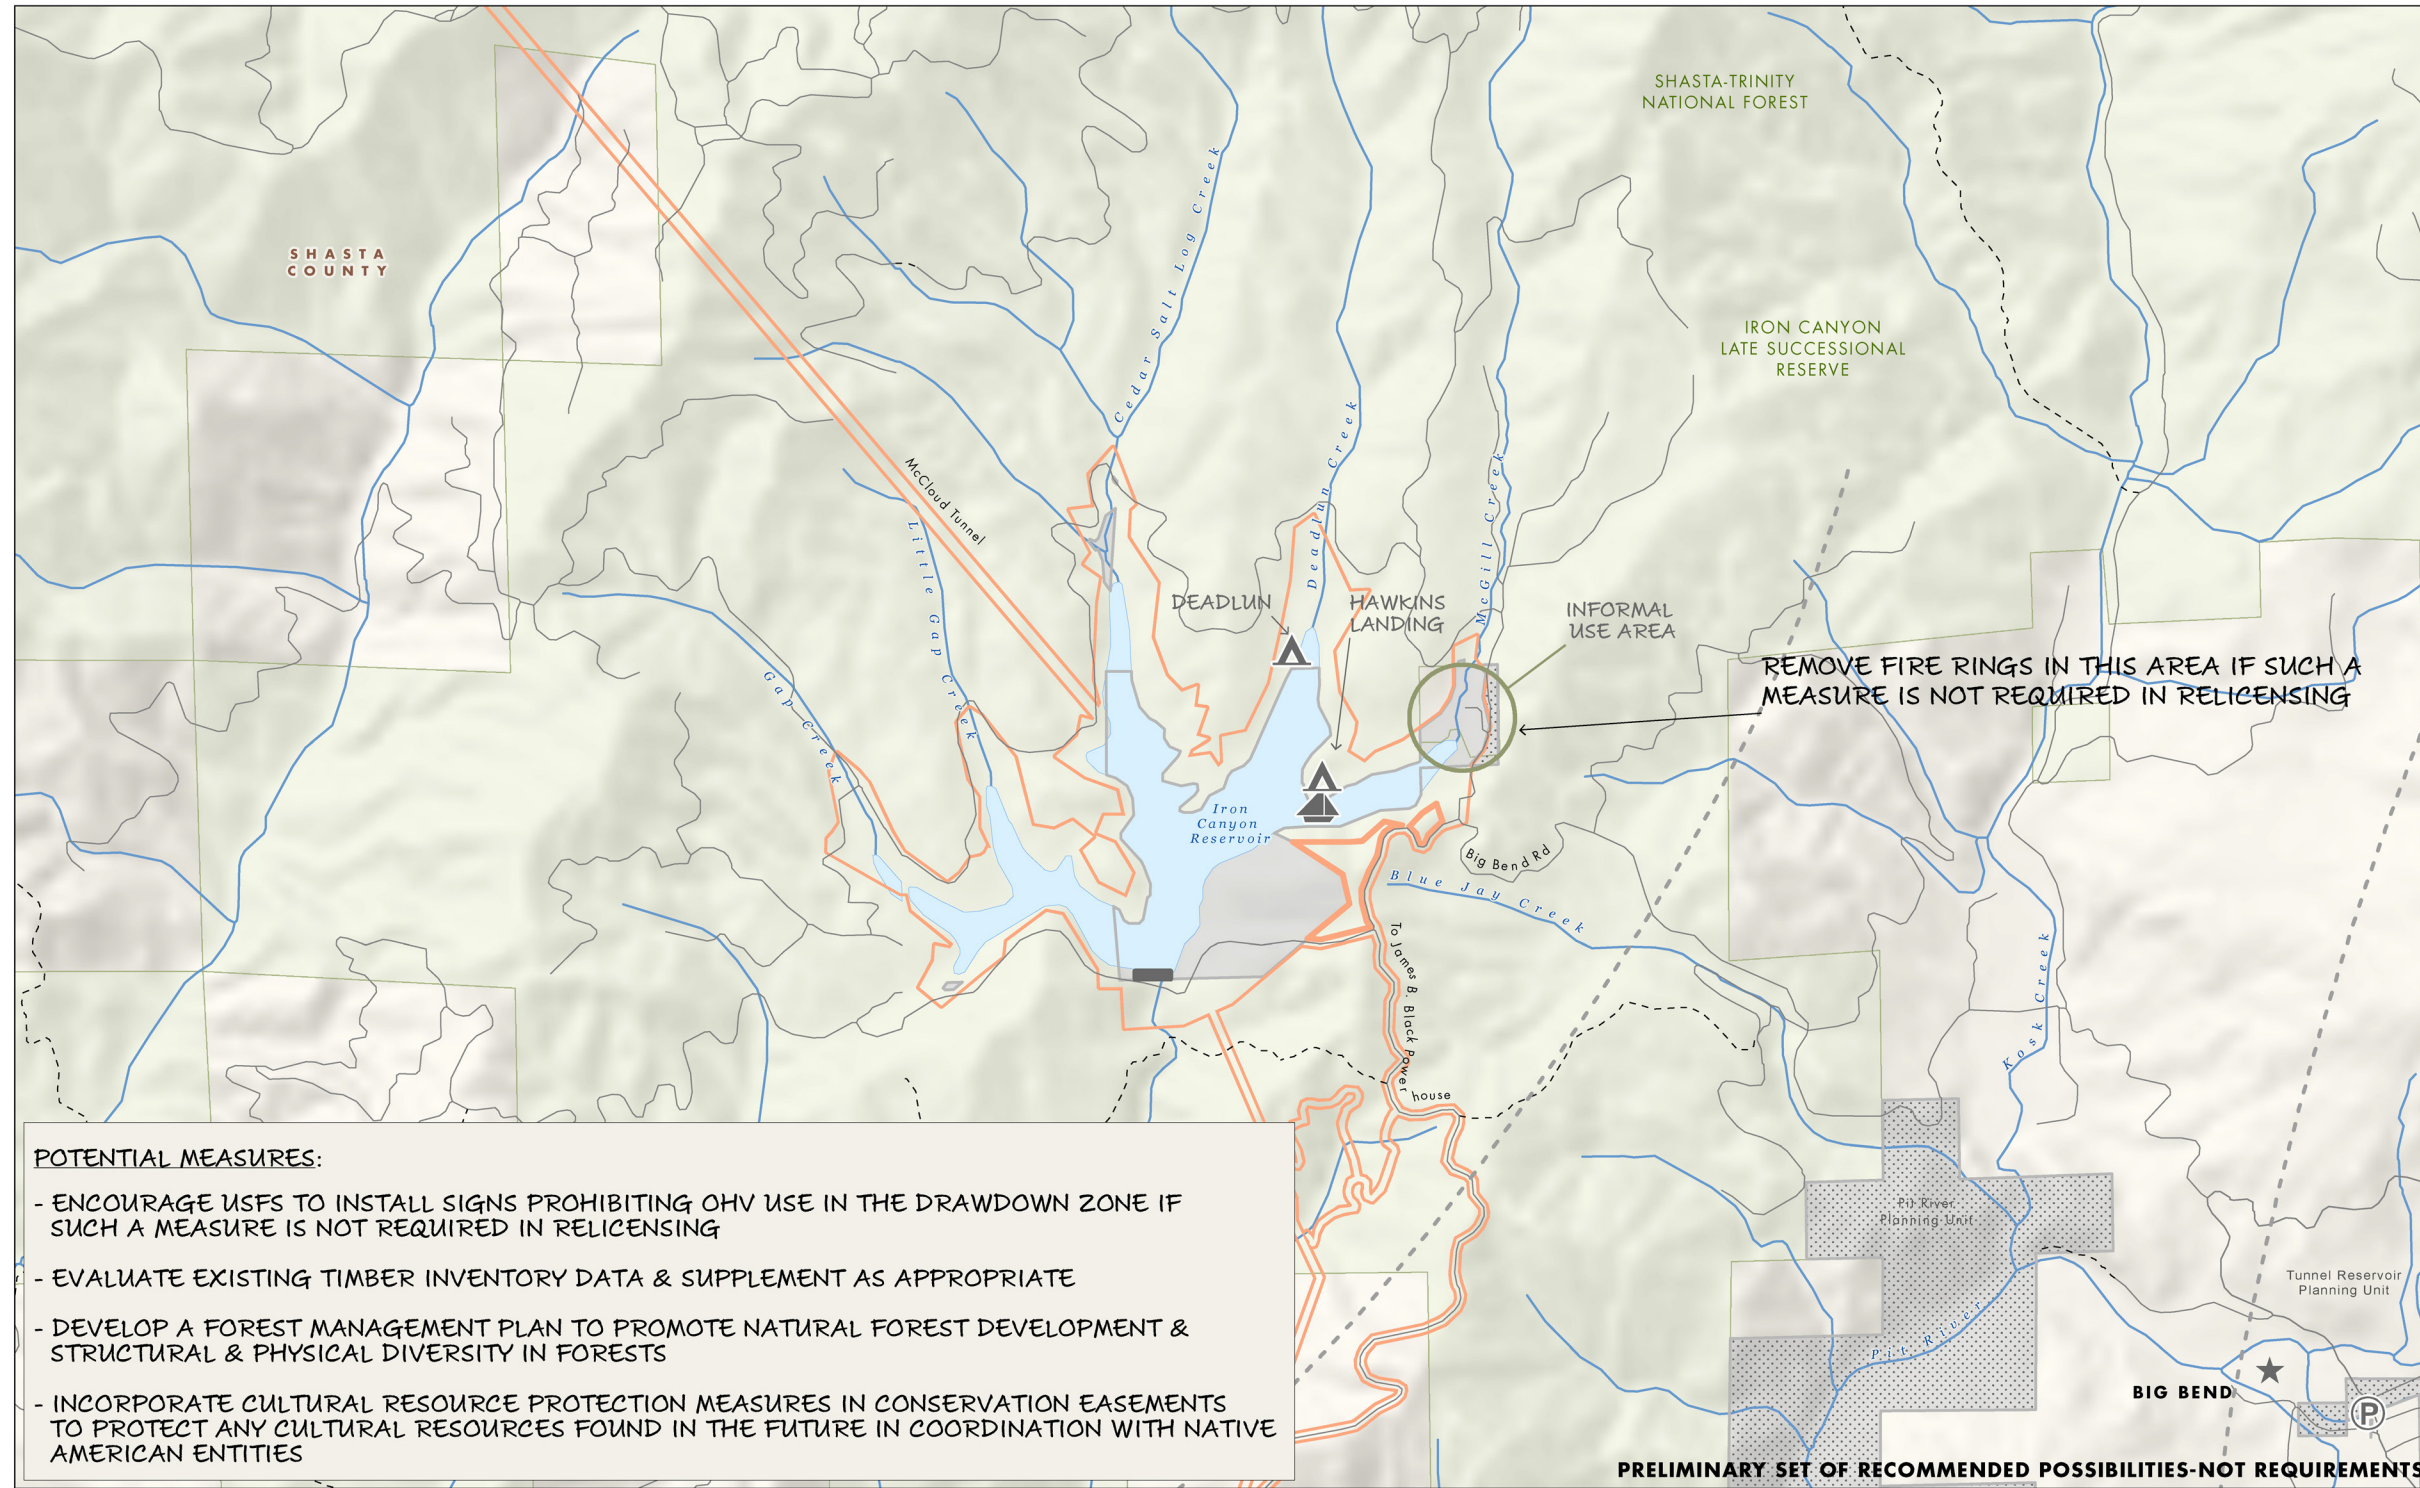 SHASTA-TRINITY
NATIONAL FOREST
SHASTA
COUNTY
Cedar Salt Log Creek
IRON CANYON
LATE SUCCESSIONAL
RESERVE
McCloud Tunnel
Deadlun Creek
McGill Creek
Little Gap Creek
DEADLUN
HAWKINS
LANDING
INFORMAL
USE AREA
REMOVE FIRE RINGS IN THIS AREA IF SUCH A
MEASURE IS NOT REQUIRED IN RELICENSING
Gap Creek
Iron
Canyon
Reservoir
Big Bend Rd
Blue Jay Creek
To James B. Black Power
house
Kosk Creek
Pit River
Planning Unit
Tunnel Reservoir
Planning Unit
Pit River
BIG BEND
P
POTENTIAL MEASURES:
- ENCOURAGE USFS TO INSTALL SIGNS PROHIBITING OHV USE IN THE DRAWDOWN ZONE IF
SUCH A MEASURE IS NOT REQUIRED IN RELICENSING
- EVALUATE EXISTING TIMBER INVENTORY DATA & SUPPLEMENT AS APPROPRIATE
- DEVELOP A FOREST MANAGEMENT PLAN TO PROMOTE NATURAL FOREST DEVELOPMENT &
STRUCTURAL & PHYSICAL DIVERSITY IN FORESTS
- INCORPORATE CULTURAL RESOURCE PROTECTION MEASURES IN CONSERVATION EASEMENTS
TO PROTECT ANY CULTURAL RESOURCES FOUND IN THE FUTURE IN COORDINATION WITH NATIVE
AMERICAN ENTITIES
PRELIMINARY SET OF RECOMMENDED POSSIBILITIES-NOT REQUIREMENTS